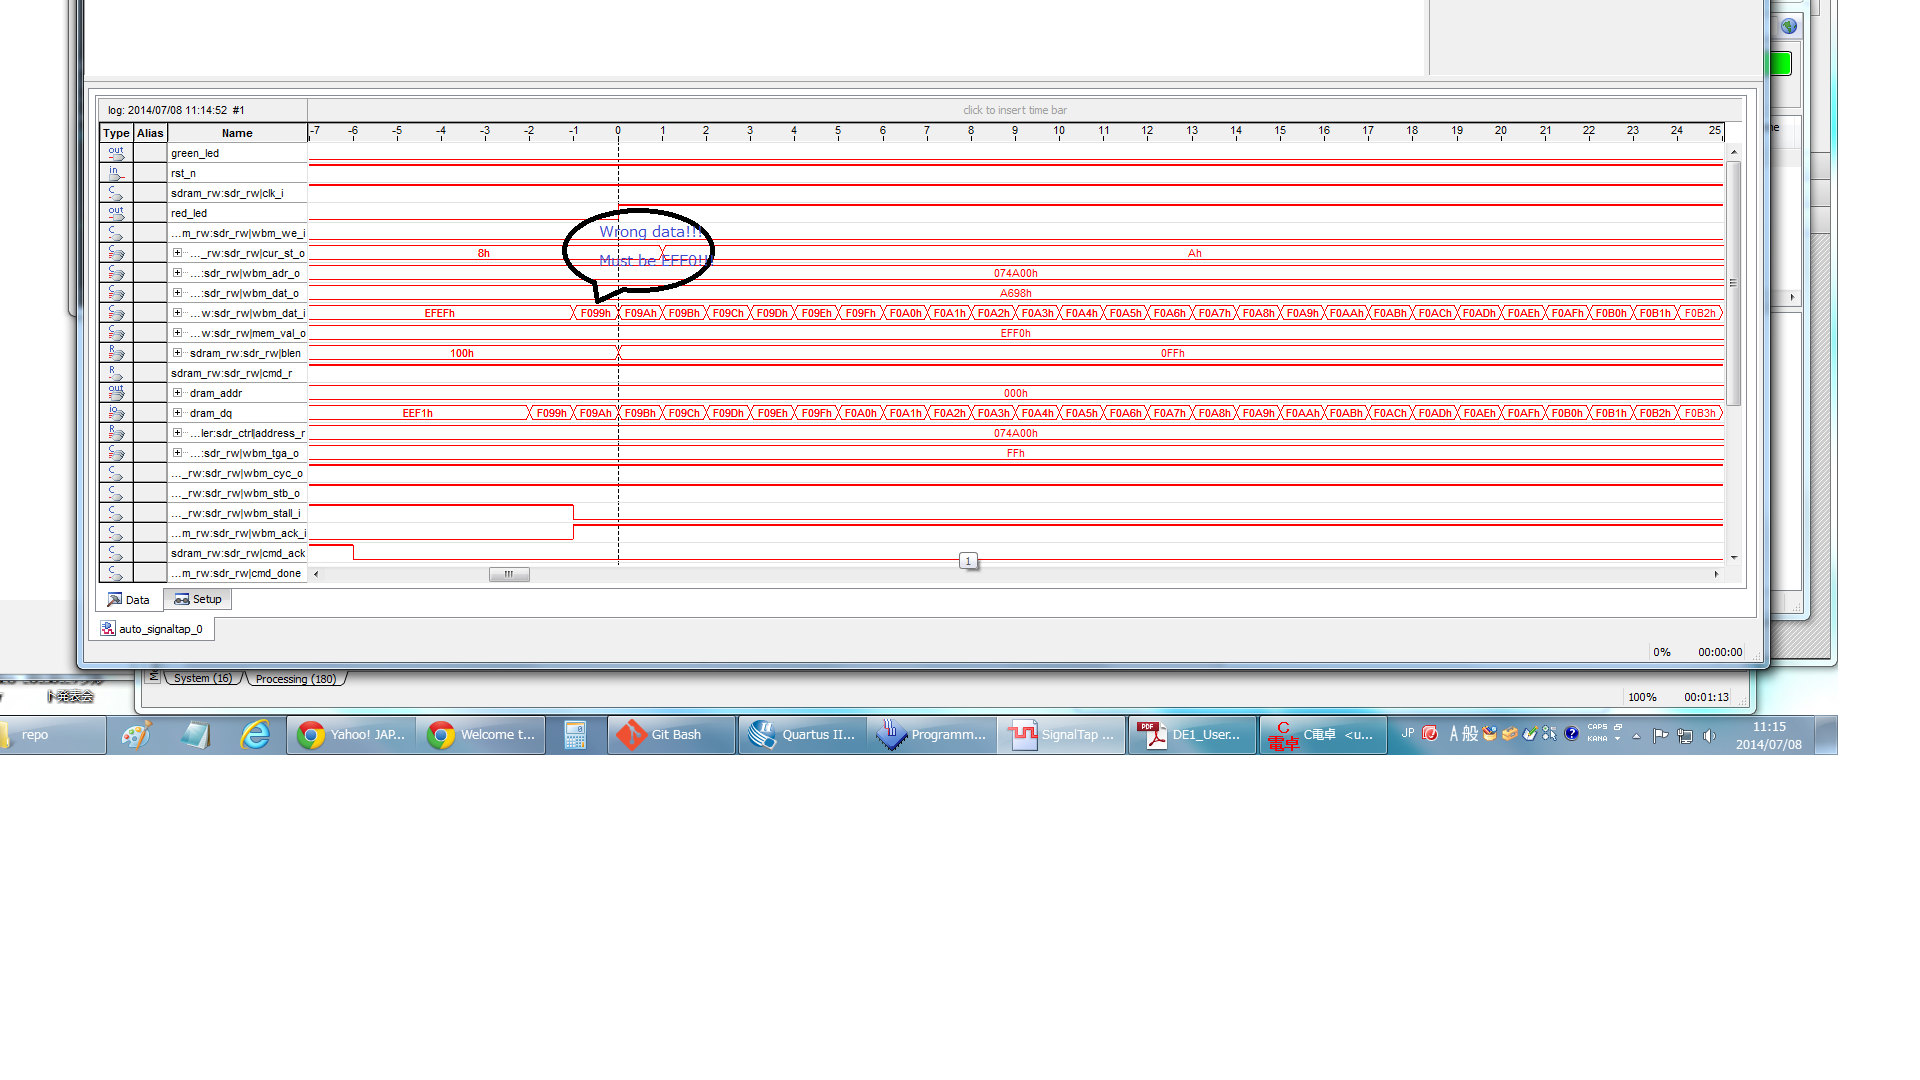 log: 2014/07/08 11:14:52 #1
click to insert time bar
Type Alias Name -7 -6 -5 -4 -3 -2 -1 0 1 2 3 4 5 6 7 8 9 10 11 12 13 14 15 16 17 18 19 20 21 22 23 24 25
out green_led
in rst_n
C sdram_rw:sdr_rw|clk_i
out red_led
C ...m_rw:sdr_rw|wbm_we_i
Wrong data!!!
C ..._rw:sdr_rw|cur_st_o 8h Ah
Must be EFF0!!!
C ...:sdr_rw|wbm_adr_o 074A00h
C ...:sdr_rw|wbm_dat_o A698h
C ...w:sdr_rw|wbm_dat_i EFEFh F099h F09Ah F09Bh F09Ch F09Dh F09Eh F09Fh F0A0h F0A1h F0A2h F0A3h F0A4h F0A5h F0A6h F0A7h F0A8h F0A9h F0AAh F0ABh F0ACh F0ADh F0AEh F0AFh F0B0h F0B1h F0B2h
C ...w:sdr_rw|mem_val_o EFF0h
R sdram_rw:sdr_rw|blen 100h 0FFh
R sdram_rw:sdr_rw|cmd_r
out dram_addr 000h
io dram_dq EEF1h F099h F09Ah F09Bh F09Ch F09Dh F09Eh F09Fh F0A0h F0A1h F0A2h F0A3h F0A4h F0A5h F0A6h F0A7h F0A8h F0A9h F0AAh F0ABh F0ACh F0ADh F0AEh F0AFh F0B0h F0B1h F0B2h F0B3h
R ...ler:sdr_ctrl|address_r 074A00h
C ...:sdr_rw|wbm_tga_o FFh
C ..._rw:sdr_rw|wbm_cyc_o
C ..._rw:sdr_rw|wbm_stb_o
C ..._rw:sdr_rw|wbm_stall_i
C ...m_rw:sdr_rw|wbm_ack_i
C sdram_rw:sdr_rw|cmd_ack
1
C ...m_rw:sdr_rw|cmd_done
Data Setup
auto_signaltap_0
0% 00:00:00
System (16) Processing (180)
ト発表会
100% 00:01:13
repo Yahoo! JAP... Welcome t... Git Bash Quartus II... Programm... SignalTap ... PDF DE1_User... C 電卓 C電卓 <u... JP A 般 CAPS KANA 11:15
2014/07/08